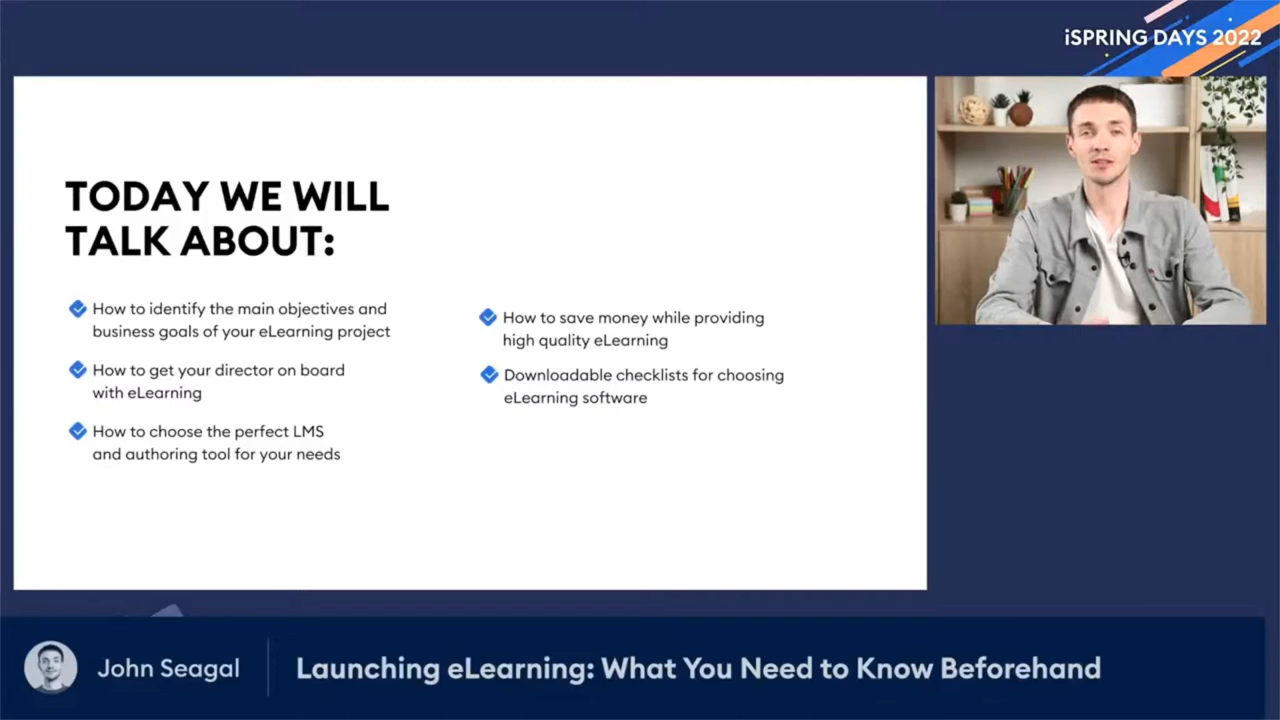 iSPRING DAYS 2022
TODAY WE WILL
TALK ABOUT:
How to identify the main objectives and
business goals of your eLearning project
How to get your director on board
with eLearning
How to choose the perfect LMS
and authoring tool for your needs
How to save money while providing
high quality eLearning
Downloadable checklists for choosing
eLearning software
John Seagal
Launching eLearning: What You Need to Know Beforehand